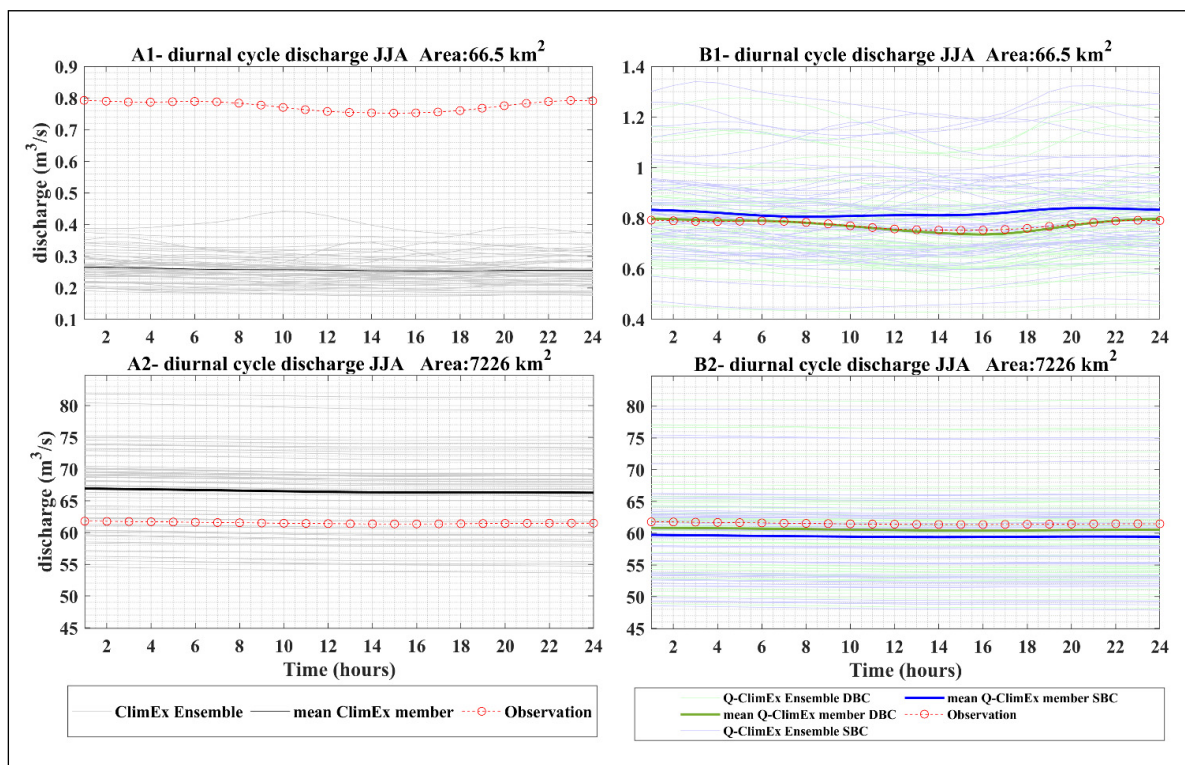 A1- diurnal cycle discharge JJA Area:66.5 km²
0.9
0.8
0.7
0.6
0.5
0.4
0.3
0.2
0.1
discharge (m³/s)
2 4 6 8 10 12 14 16 18 20 22 24
B1- diurnal cycle discharge JJA Area:66.5 km²
1.4
1.2
1
0.8
0.6
0.4
2 4 6 8 10 12 14 16 18 20 22 24
A2- diurnal cycle discharge JJA Area:7226 km²
80
75
70
65
60
55
50
45
discharge (m³/s)
2 4 6 8 10 12 14 16 18 20 22 24
Time (hours)
B2- diurnal cycle discharge JJA Area:7226 km²
80
75
70
65
60
55
50
45
2 4 6 8 10 12 14 16 18 20 22 24
Time (hours)
ClimEx Ensemble mean ClimEx member Observation
Q-ClimEx Ensemble DBC mean Q-ClimEx member SBC
mean Q-ClimEx member DBC Observation
Q-ClimEx Ensemble SBC